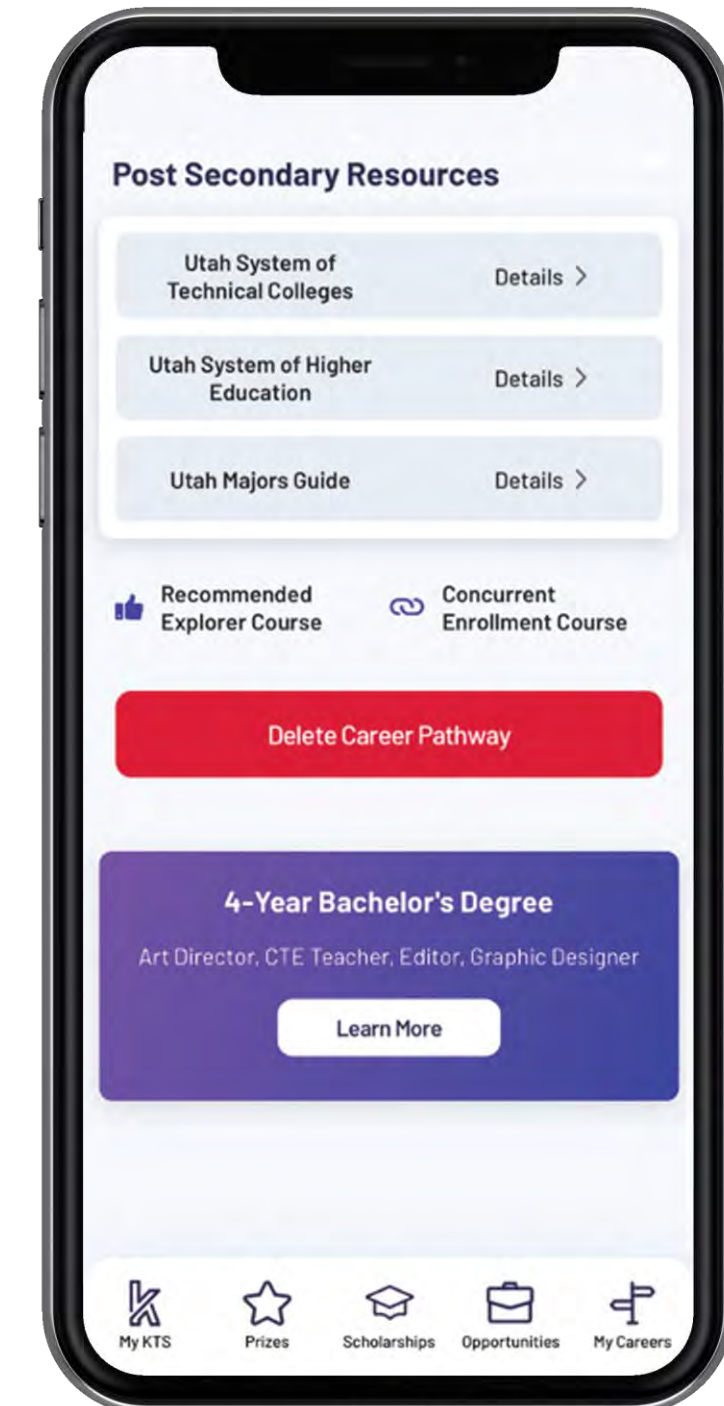 Post Secondary Resources
Utah System of
Technical Colleges
Details
Utah System of Higher
Education
Details
Utah Majors Guide
Details
Recommended
Explorer Course
Concurrent
Enrollment Course
Delete Career Pathway
4-Year Bachelor's Degree
Art Director, CTE Teacher, Editor, Graphic Designer
Learn More
My KTS
Prizes
Scholarships
Opportunities
My Careers